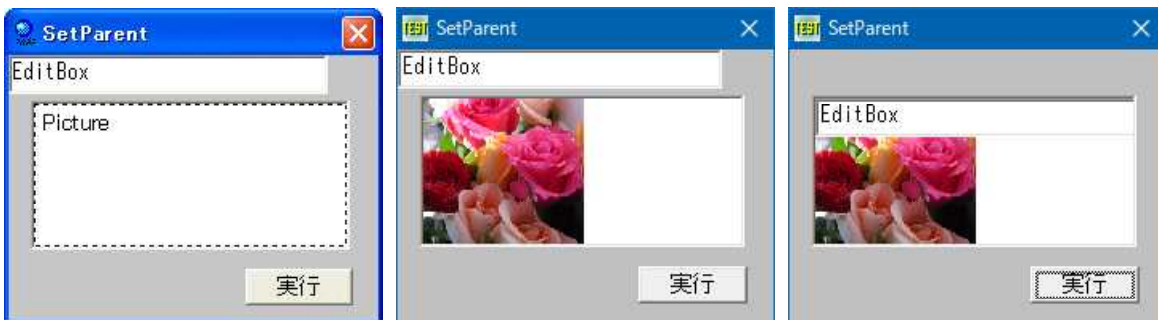 SetParent
EditBox
Picture
実行
TEST SetParent
EditBox
実行
TEST SetParent
EditBox
実行